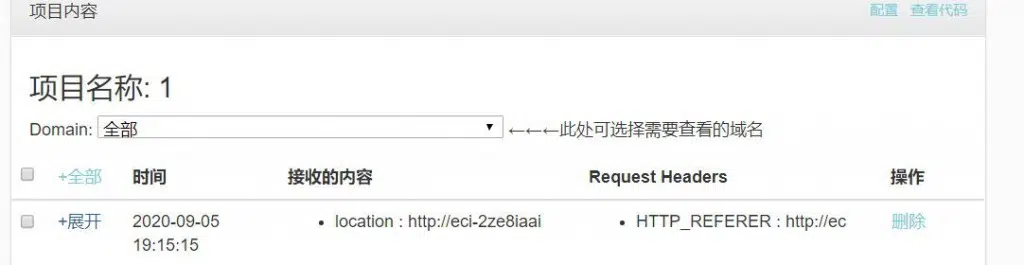 项目内容 配置 查看代码
项目名称: 1
Domain: 全部 ←←←此处可选择需要查看的域名
+全部 时间 接收的内容 Request Headers 操作
+展开 2020-09-05 19:15:15 • location : http://eci-2ze8iaai • HTTP_REFERER : http://ec 删除